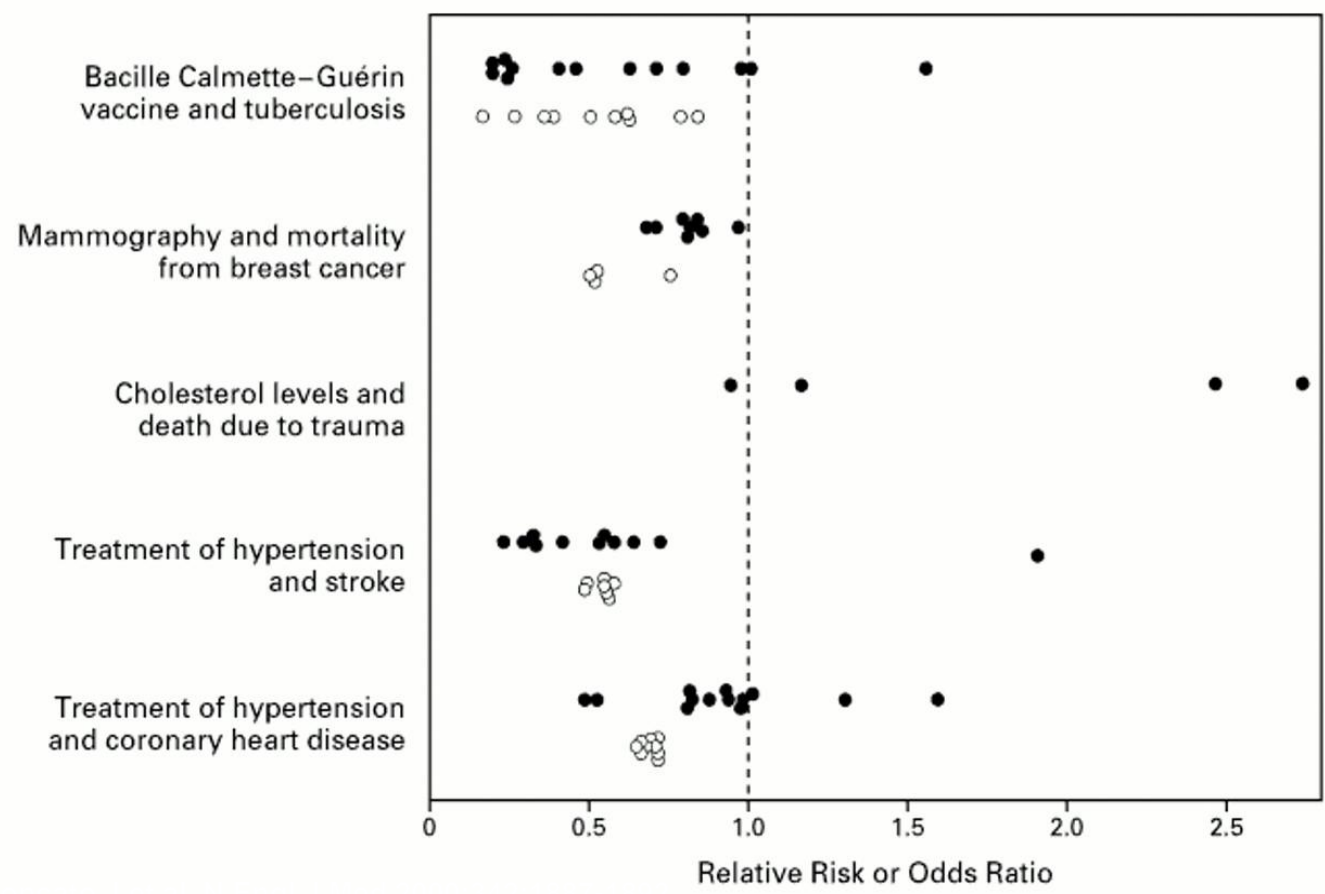 Bacille Calmette–Guérin
vaccine and tuberculosis
Mammography and mortality
from breast cancer
Cholesterol levels and
death due to trauma
Treatment of hypertension
and stroke
Treatment of hypertension
and coronary heart disease
0 0.5 1.0 1.5 2.0 2.5
Relative Risk or Odds Ratio